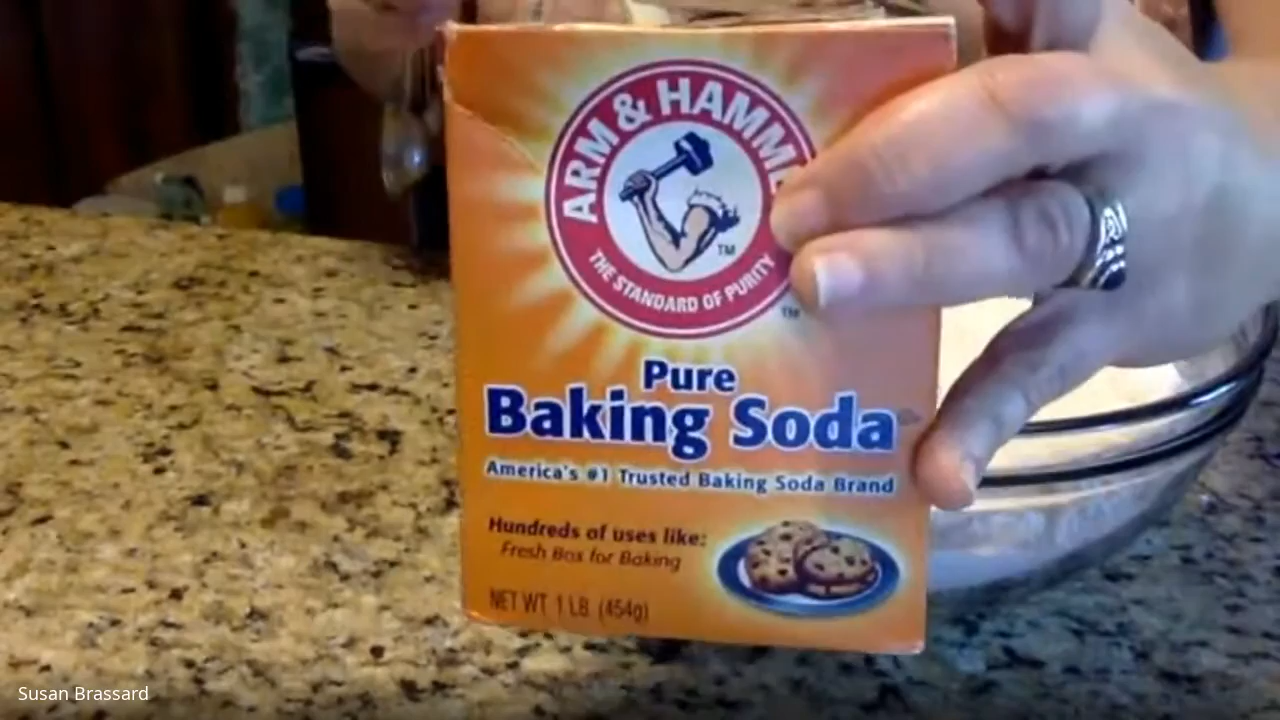 ARM & HAMME
THE STANDARD OF PURITY
TM
TM
Pure
Baking Soda
America's #1 Trusted Baking Soda Brand
Hundreds of uses like:
Fresh Box for Baking
NET WT 1 LB. (454g)
Susan Brassard